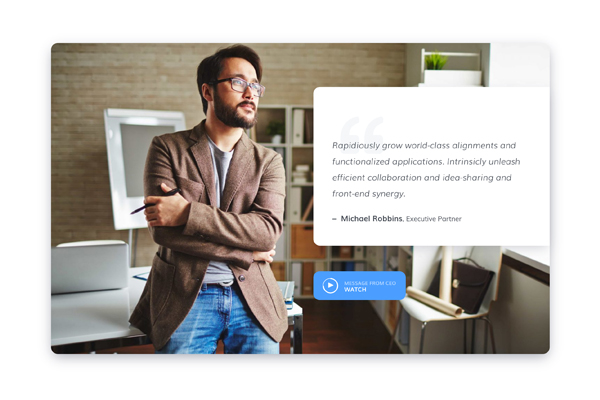 “
Rapidiously grow world-class alignments and
functionalized applications. Intrinsicly unleash
efficient collaboration and idea-sharing and
front-end synergy.
– Michael Robbins, Executive Partner
MESSAGE FROM CEO
WATCH